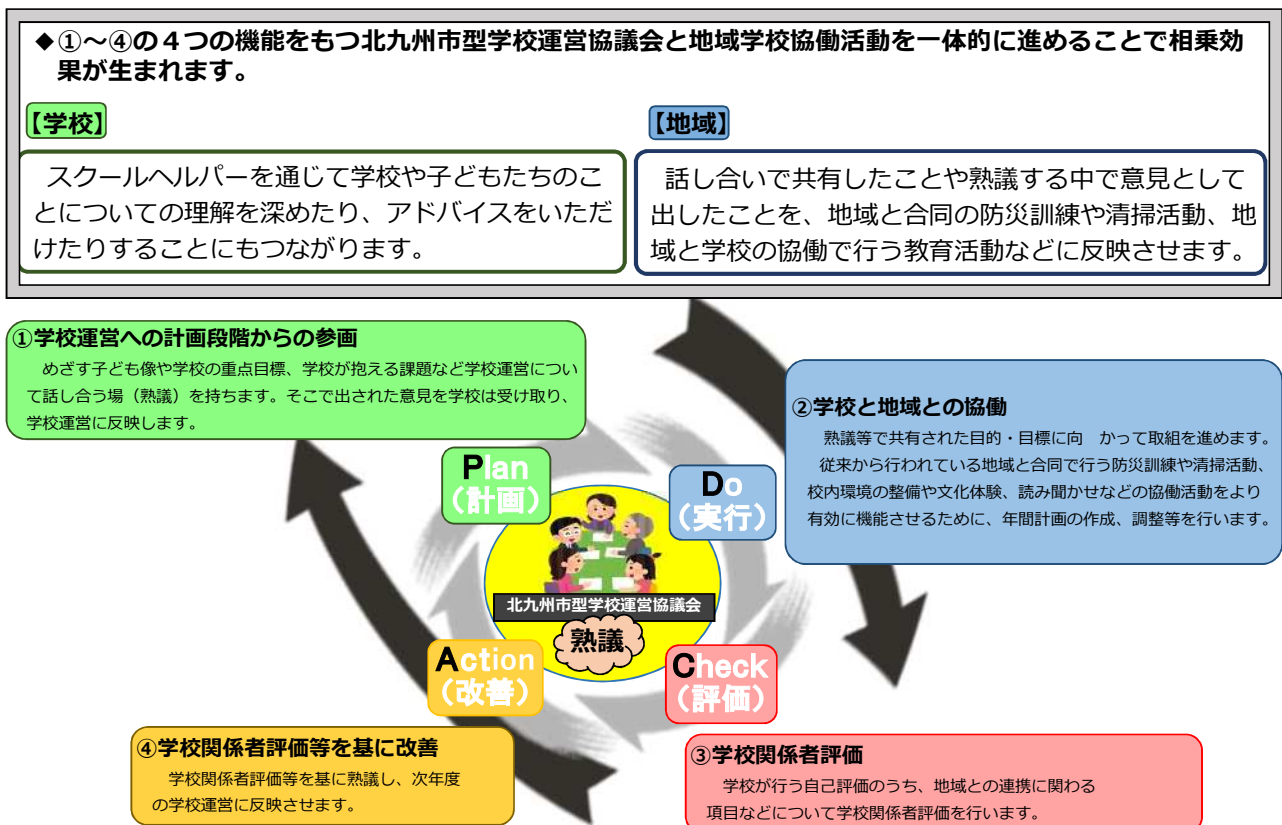 ◆①～④の４つの機能をもつ北九州市型学校運営協議会と地域学校協働活動を一体的に進めることで相乗効
果が生まれます。
【学校】
スクールヘルパーを通じて学校や子どもたちのこ
とについての理解を深めたり、アドバイスをいただ
けたりすることにもつながります。
【地域】
話し合いで共有したことや熟議する中で意見として
出したことを、地域と合同の防災訓練や清掃活動、地
域と学校の協働で行う教育活動などに反映させます。
①学校運営への計画段階からの参画
めざす子ども像や学校の重点目標、学校が抱える課題など学校運営につい
て話し合う場（熟議）を持ちます。そこで出された意見を学校は受け取り、
学校運営に反映します。
②学校と地域との協働
熟議等で共有された目的・目標に向　かって取組を進めます。
従来から行われている地域と合同で行う防災訓練や清掃活動、
校内環境の整備や文化体験、読み聞かせなどの協働活動をより
有効に機能させるために、年間計画の作成、調整等を行います。
Plan
（計画）
Do
（実行）
北九州市型学校運営協議会
熟議
Action
（改善）
Check
（評価）
④学校関係者評価等を基に改善
学校関係者評価等を基に熟議し、次年度
の学校運営に反映させます。
③学校関係者評価
学校が行う自己評価のうち、地域との連携に関わる
項目などについて学校関係者評価を行います。